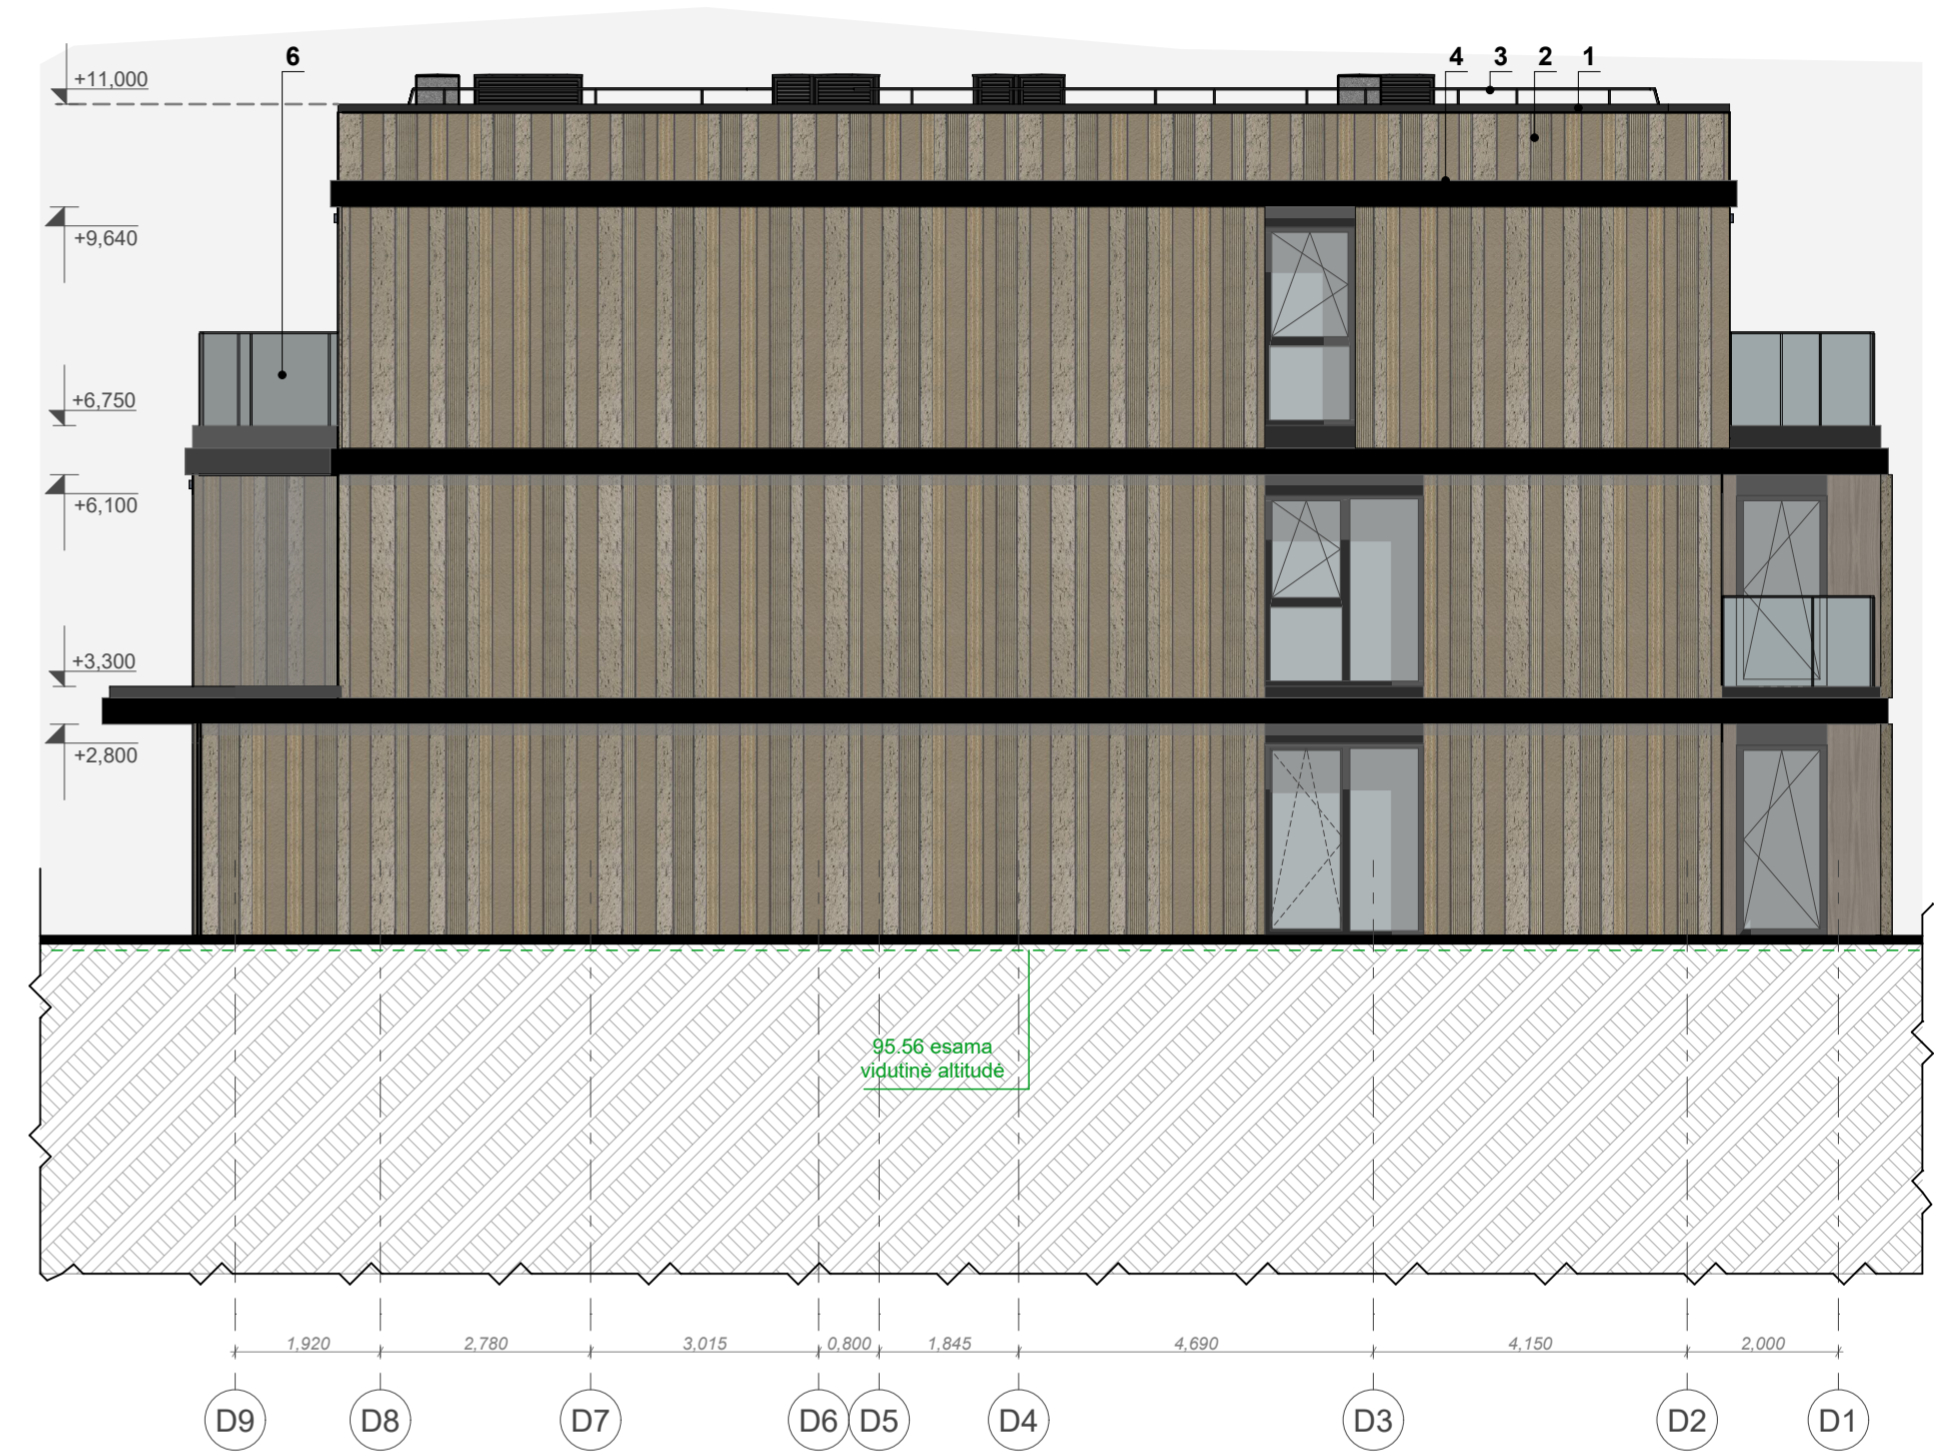 6
4
3
2
1
+11,000
+9,640
+6,750
+6,100
+3,300
+2,800
95.56 esama
vidutinė altitudė
1,920
2,780
3,015
0,800
1,845
4,690
4,150
2,000
D9
D8
D7
D6
D5
D4
D3
D2
D1